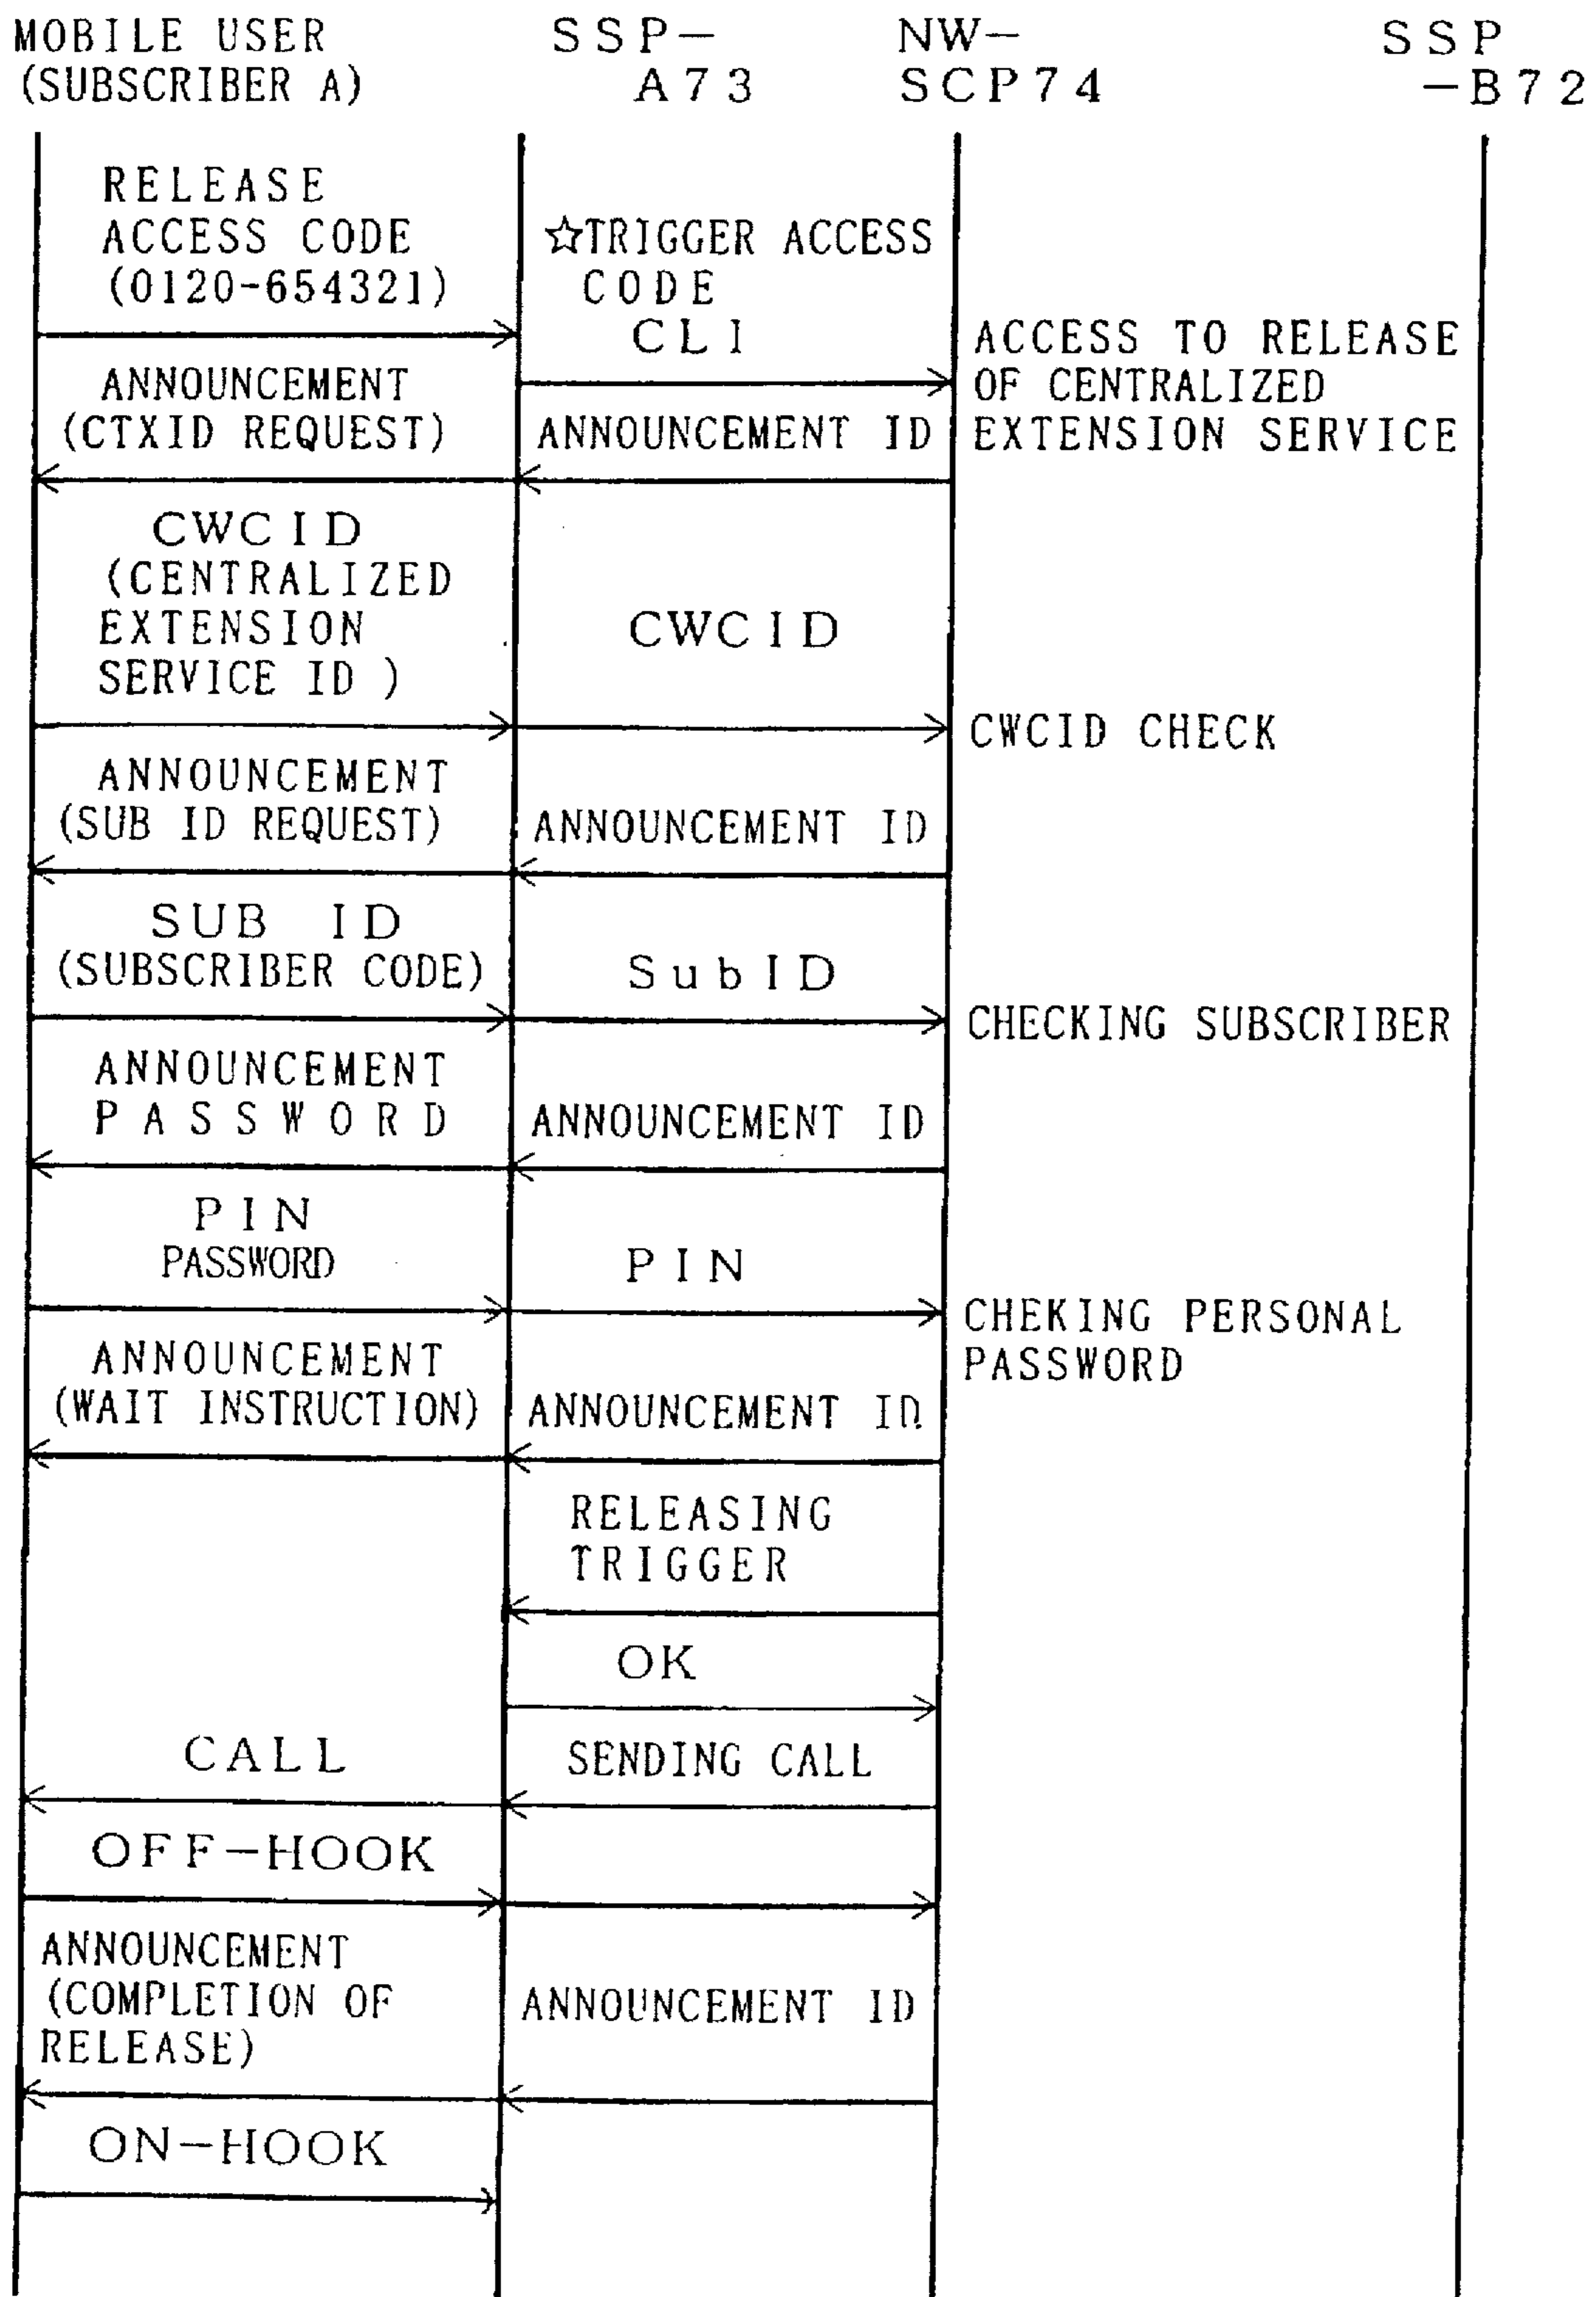 MOBILE USER
(SUBSCRIBER A)
SSP-
A73
NW-
SCP74
SSP
-B72
RELEASE
ACCESS CODE
(0120-654321)
☆TRIGGER ACCESS
CODE
CLI
ACCESS TO RELEASE
OF CENTRALIZED
EXTENSION SERVICE
ANNOUNCEMENT
(CTXID REQUEST)
ANNOUNCEMENT ID
CWCID
(CENTRALIZED
EXTENSION
SERVICE ID )
CWCID
CWCID CHECK
ANNOUNCEMENT
(SUB ID REQUEST)
ANNOUNCEMENT ID
SUB ID
(SUBSCRIBER CODE)
SubID
CHECKING SUBSCRIBER
ANNOUNCEMENT
PASSWORD
ANNOUNCEMENT ID
PIN
PASSWORD
PIN
CHEKING PERSONAL
PASSWORD
ANNOUNCEMENT
(WAIT INSTRUCTION)
ANNOUNCEMENT ID
RELEASING
TRIGGER
OK
CALL
SENDING CALL
OFF-HOOK
ANNOUNCEMENT
(COMPLETION OF
RELEASE)
ANNOUNCEMENT ID
ON-HOOK